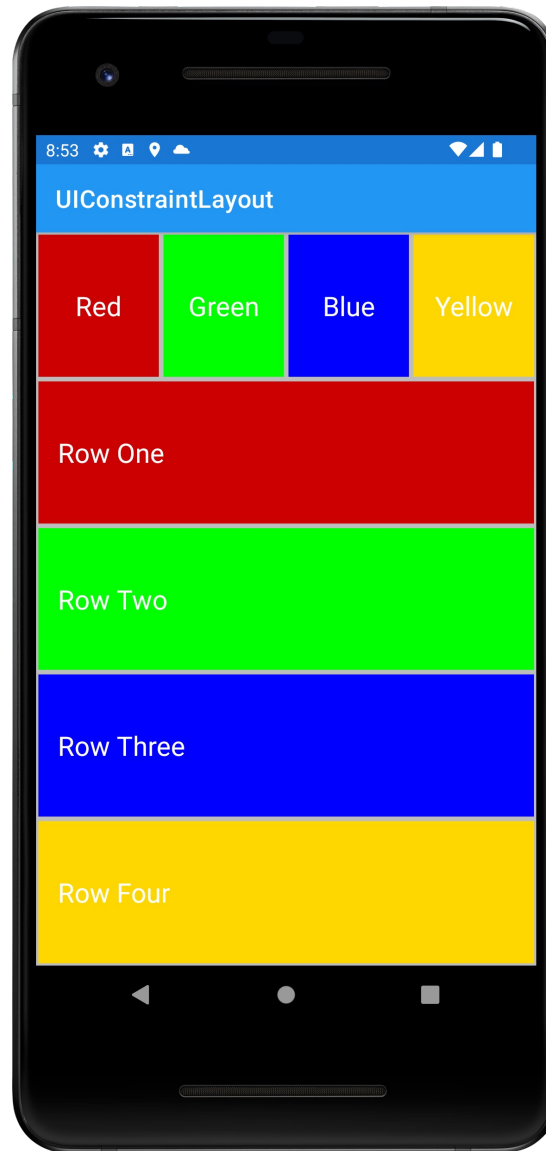 8:53 A
UIConstraintLayout
Red Green Blue Yellow
Row One
Row Two
Row Three
Row Four